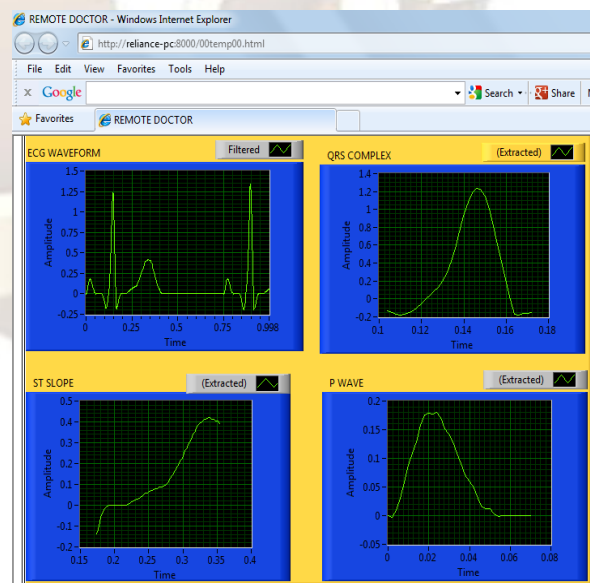 REMOTE DOCTOR - Windows Internet Explorer
http://reliance-pc:8000/00temp00.html
File Edit View Favorites Tools Help
x Google Search Share
Favorites REMOTE DOCTOR
ECG WAVEFORM Filtered
1.5
1.25
1
0.75
0.5
0.25
0
-0.25
Amplitude
0 0.25 0.5 0.75 0.998
Time
QRS COMPLEX (Extracted)
1.4
1.2
1
0.8
0.6
0.4
0.2
0
-0.2
Amplitude
0.1 0.12 0.14 0.16 0.18
Time
ST SLOPE (Extracted)
0.5
0.4
0.3
0.2
0.1
0
-0.1
-0.2
Amplitude
0.15 0.2 0.25 0.3 0.35 0.4
Time
P WAVE (Extracted)
0.2
0.15
0.1
0.05
0
-0.05
Amplitude
0 0.02 0.04 0.06 0.08
Time